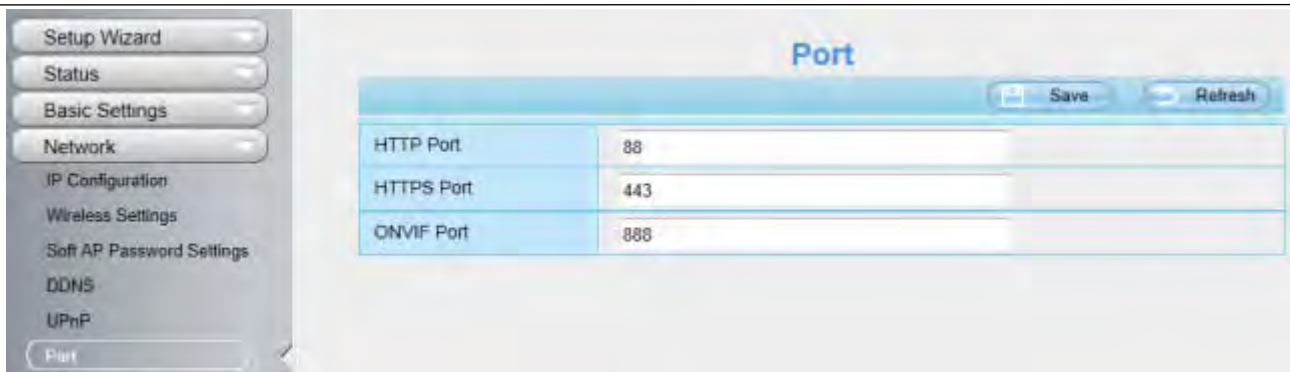 Setup Wizard
Status
Basic Settings
Network
IP Configuration
Wireless Settings
Soft AP Password Settings
DDNS
UPnP
Port
Port
Save Refresh
HTTP Port 88
HTTPS Port 443
ONVIF Port 888